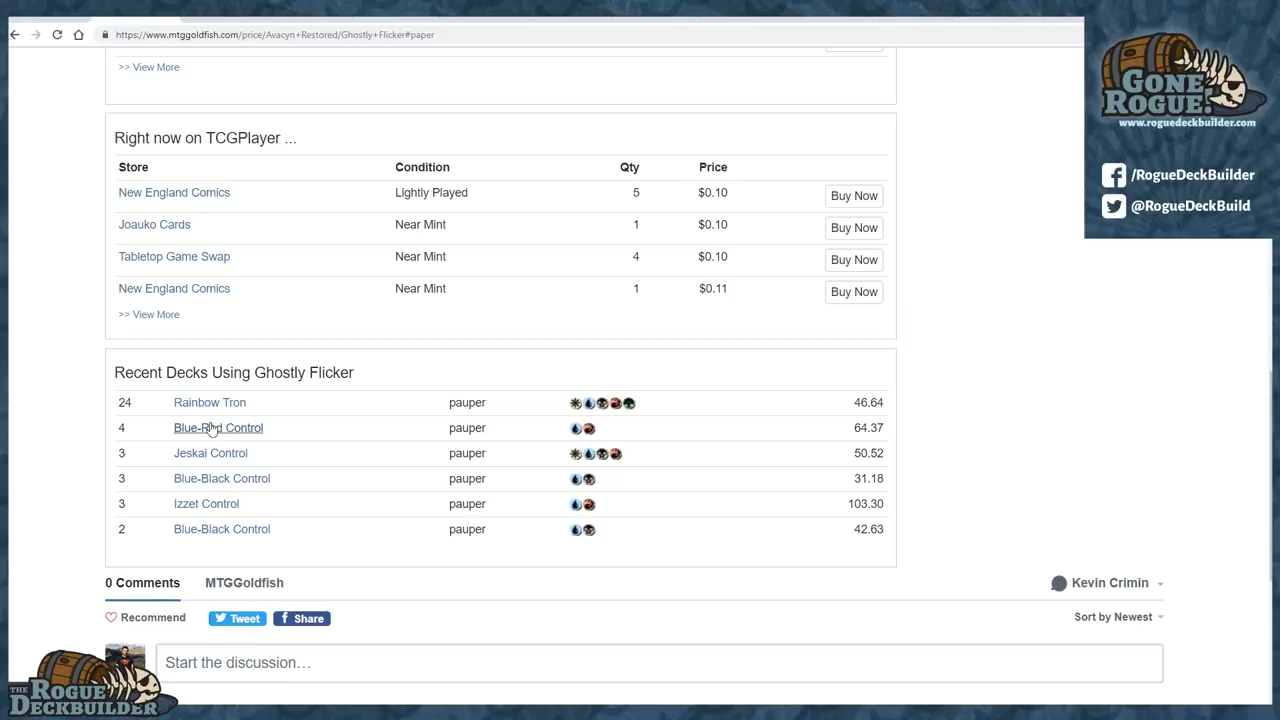 https://www.mtggoldfish.com/price/Avacyn+Restored/Ghostly+Flicker#paper
GONE
ROGUE!
www.roguedeckbuilder.com
/RogueDeckBuilder
@RogueDeckBuild
>> View More
Right now on TCGPlayer ...
Store Condition Qty Price
New England Comics Lightly Played 5 $0.10 Buy Now
Joauko Cards Near Mint 1 $0.10 Buy Now
Tabletop Game Swap Near Mint 4 $0.10 Buy Now
New England Comics Near Mint 1 $0.11 Buy Now
>> View More
Recent Decks Using Ghostly Flicker
24 Rainbow Tron pauper 46.64
4 Blue-Red Control pauper 64.37
3 Jeskai Control pauper 50.52
3 Blue-Black Control pauper 31.18
3 Izzet Control pauper 103.30
2 Blue-Black Control pauper 42.63
0 Comments MTGGoldfish Kevin Crimin
Recommend Tweet Share Sort by Newest
Start the discussion…
THE ROGUE
DECKBUILDER